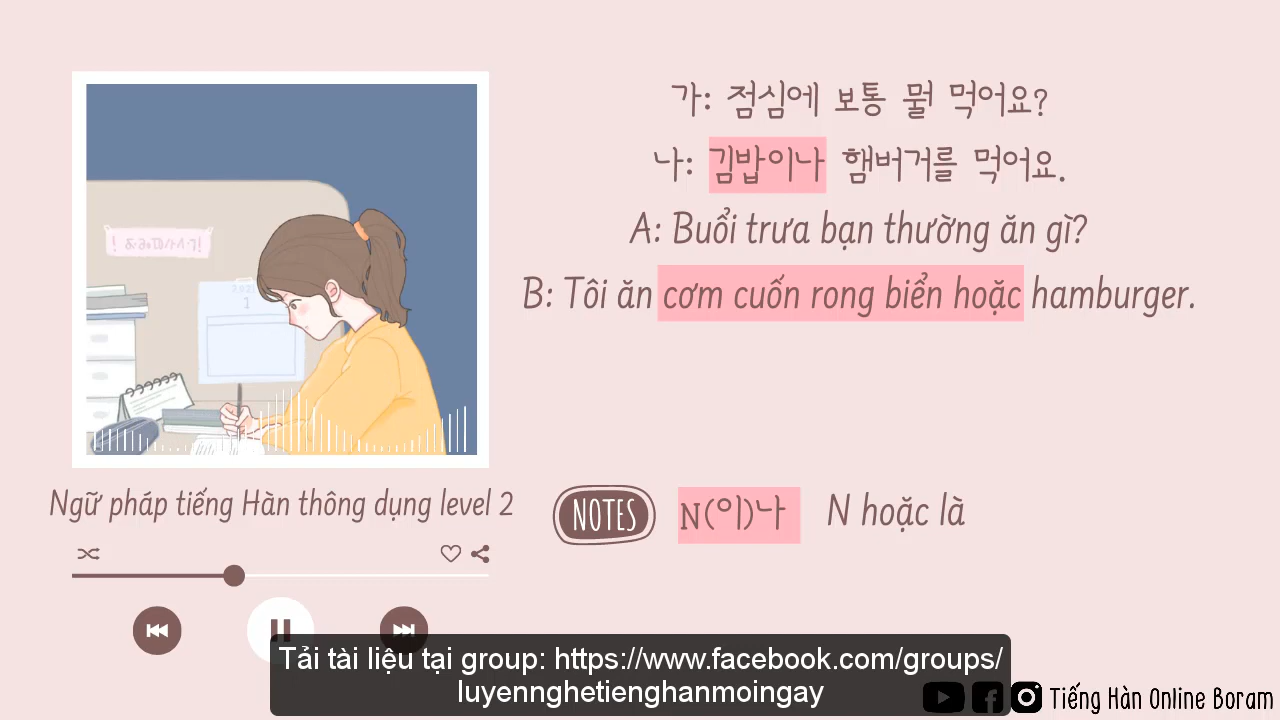 가: 점심에 보통 뭘 먹어요?
나: 김밥이나 햄버거를 먹어요.
A: Buổi trưa bạn thường ăn gì?
B: Tôi ăn cơm cuốn rong biển hoặc hamburger.
Ngữ pháp tiếng Hàn thông dụng level 2
NOTES N(이)나 N hoặc là
Tải tài liệu tại group: https://www.facebook.com/groups/
luyennghetienghanmoingay
Tiếng Hàn Online Boram